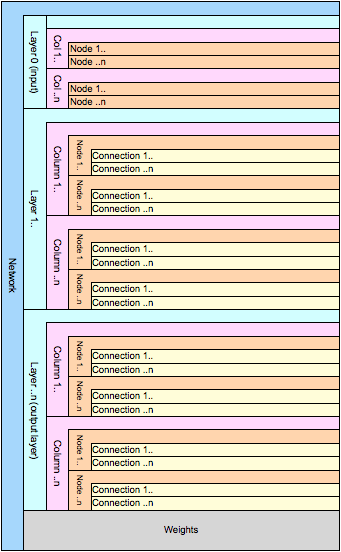 Network
Layer 0 (input)
Col 1..
Node 1..
Node ..n
Col ..n
Node 1..
Node ..n
Layer 1..
Column 1..
Node 1..
Connection 1..
Connection ..n
Node ..n
Connection 1..
Connection ..n
Column ..n
Node 1..
Connection 1..
Connection ..n
Node ..n
Connection 1..
Connection ..n
Layer ..n (output layer)
Column 1..
Node 1..
Connection 1..
Connection ..n
Node ..n
Connection 1..
Connection ..n
Column ..n
Node 1..
Connection 1..
Connection ..n
Node ..n
Connection 1..
Connection ..n
Weights